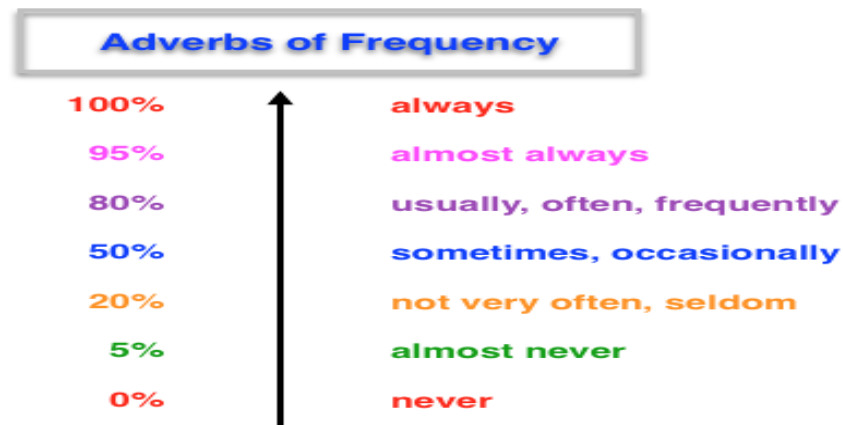 Adverbs of Frequency
100% always
95% almost always
80% usually, often, frequently
50% sometimes, occasionally
20% not very often, seldom
5% almost never
0% never